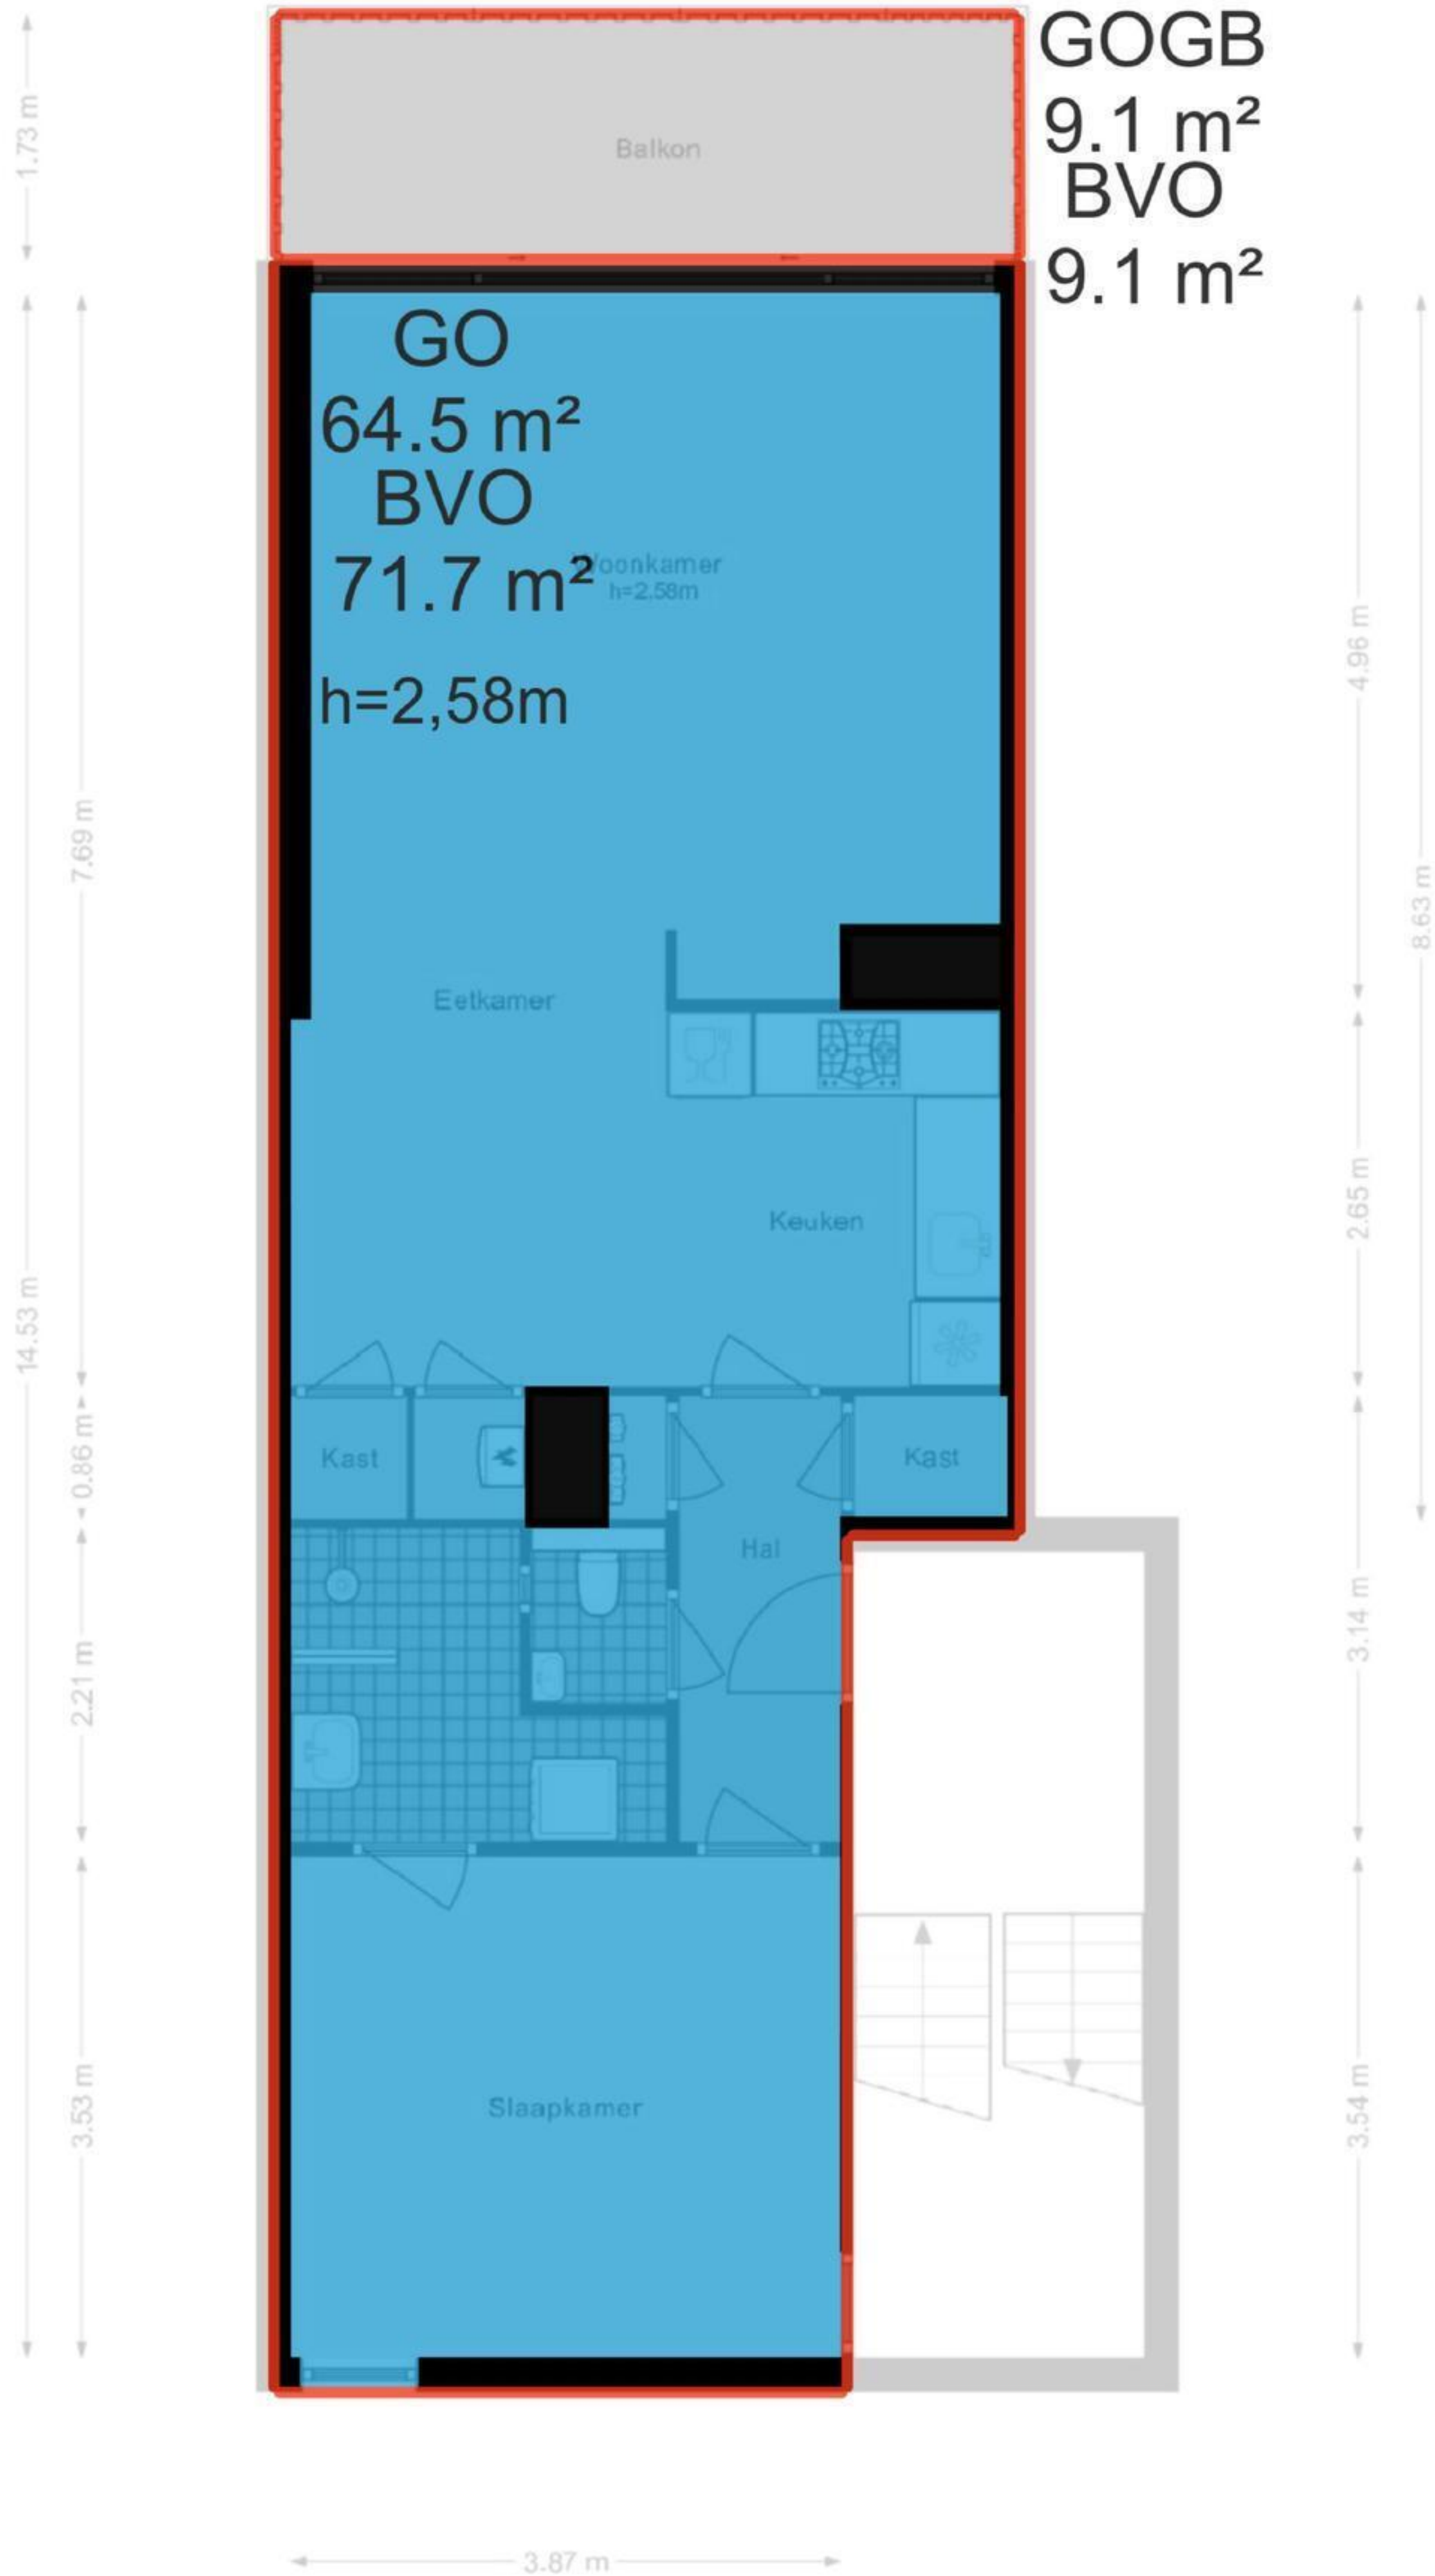 GOGB
9.1 m²
BVO
9.1 m²
1.73 m
Balkon
GO
64.5 m²
BVO
71.7 m²
Woonkamer
h=2.58m
h=2,58m
4.96 m
7.69 m
8.63 m
Eetkamer
2.65 m
Keuken
14.53 m
0.86 m
Kast
Kast
Hal
2.21 m
3.14 m
3.53 m
Slaapkamer
3.54 m
3.87 m